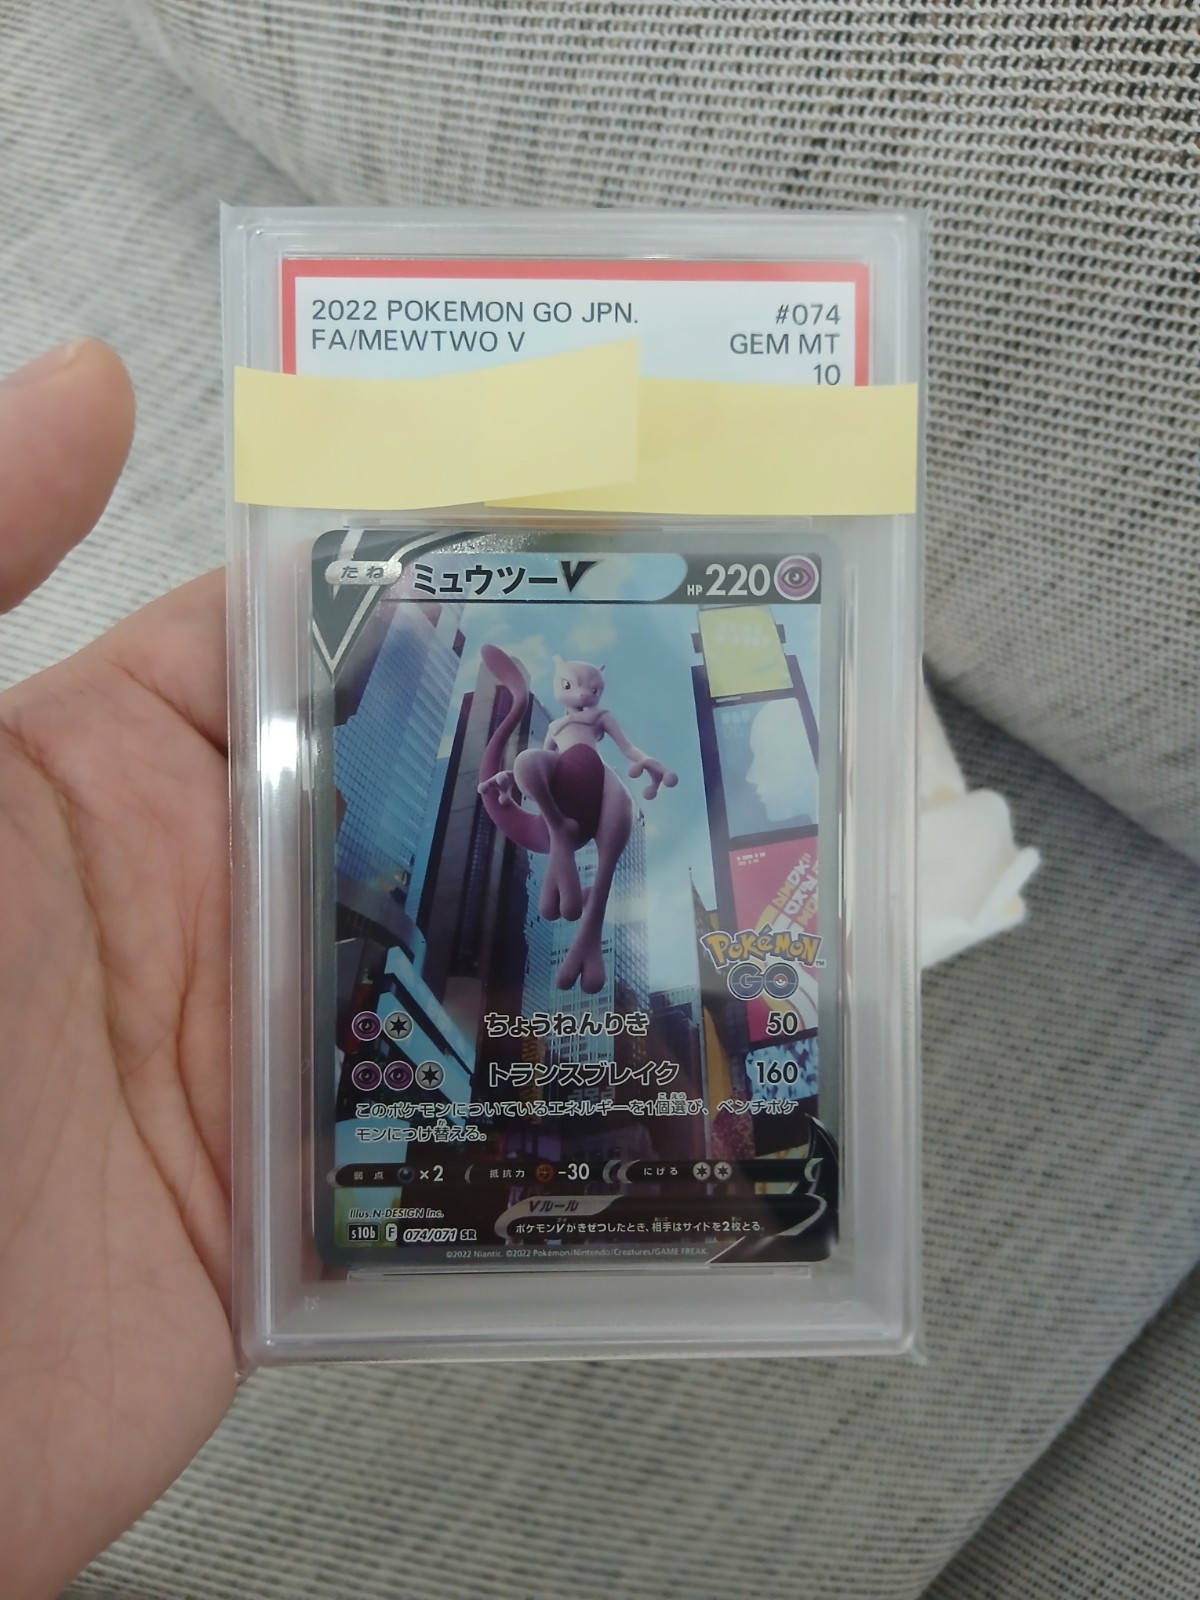 2022 POKEMON GO JPN. #074
FA/MEWTWO V GEM MT
10
たね ミュウツーV HP 220
Pokémon GO
ちょうねんりき 50
トランスブレイク 160
このポケモンについているエネルギーを1個選び、ベンチポケ
モンにつけ替える。
弱点 ×2 抵抗力 -30 にげる
Vルール
ポケモンVがきぜつしたとき、相手はサイドを2枚とる。
Illus. N-DESIGN Inc.
s10b F 074/071 SR
©2022 Niantic. ©2022 Pokémon/Nintendo/Creatures/GAME FREAK.